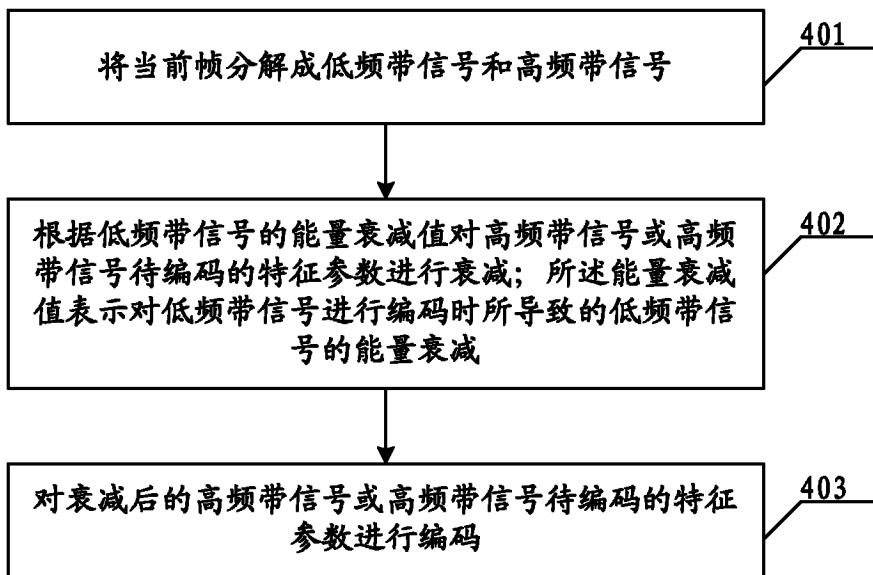 将当前帧分解成低频带信号和高频带信号
401
根据低频带信号的能量衰减值对高频带信号或高频
带信号待编码的特征参数进行衰减；所述能量衰减
值表示对低频带信号进行编码时所导致的低频带信
号的能量衰减
402
对衰减后的高频带信号或高频带信号待编码的特征
参数进行编码
403